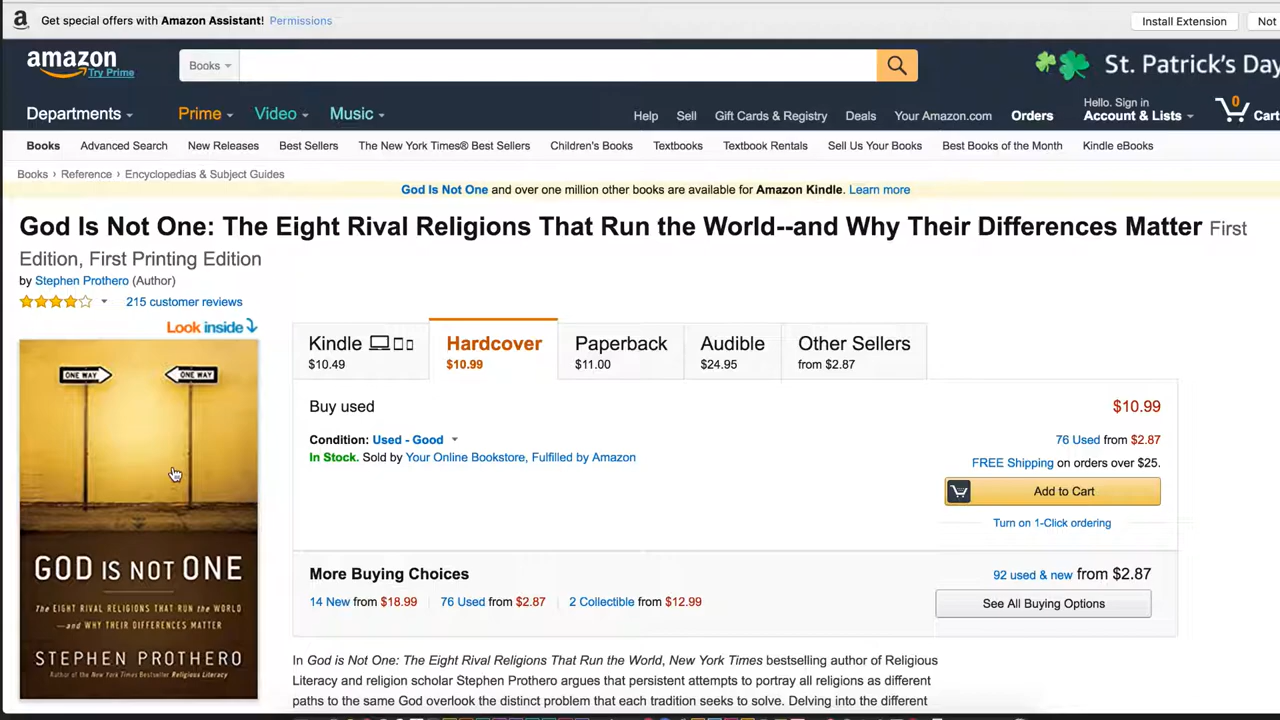 Get special offers with Amazon Assistant! Permissions
Install Extension
Not
amazon
Try Prime
Books
St. Patrick's Day
Departments
Prime
Video
Music
Help
Sell
Gift Cards & Registry
Deals
Your Amazon.com
Orders
Hello. Sign in
Account & Lists
0
Cart
Books
Advanced Search
New Releases
Best Sellers
The New York Times® Best Sellers
Children's Books
Textbooks
Textbook Rentals
Sell Us Your Books
Best Books of the Month
Kindle eBooks
Books › Reference › Encyclopedias & Subject Guides
God Is Not One and over one million other books are available for Amazon Kindle. Learn more
God Is Not One: The Eight Rival Religions That Run the World--and Why Their Differences Matter First
Edition, First Printing Edition
by Stephen Prothero (Author)
215 customer reviews
Look inside
ONE WAY
ONE WAY
GOD IS NOT ONE
The EIGHT RIVAL RELIGIONS THAT RUN the WORLD
—and WHY THEIR DIFFERENCES MATTER
STEPHEN PROTHERO
Author of the New York Times Bestseller Religious Literacy
Kindle
$10.49
Hardcover
$10.99
Paperback
$11.00
Audible
$24.95
Other Sellers
from $2.87
Buy used
$10.99
Condition: Used - Good
In Stock. Sold by Your Online Bookstore, Fulfilled by Amazon
76 Used from $2.87
FREE Shipping on orders over $25.
Add to Cart
Turn on 1-Click ordering
More Buying Choices
92 used & new from $2.87
14 New from $18.99
76 Used from $2.87
2 Collectible from $12.99
See All Buying Options
In God is Not One: The Eight Rival Religions That Run the World, New York Times bestselling author of Religious
Literacy and religion scholar Stephen Prothero argues that persistent attempts to portray all religions as different
paths to the same God overlook the distinct problem that each tradition seeks to solve. Delving into the different